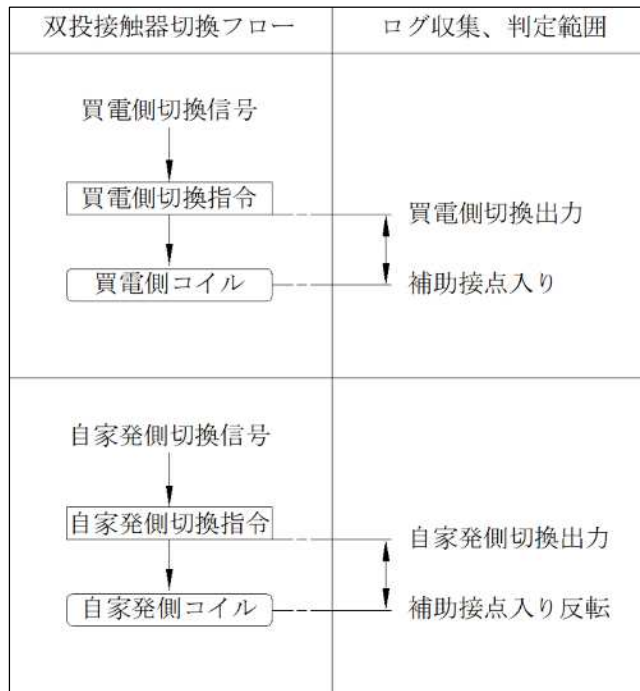 双投接触器切換フロー
ログ収集、判定範囲
買電側切換信号
買電側切換指令
買電側切換出力
買電側コイル
補助接点入り
自家発側切換信号
自家発側切換指令
自家発側切換出力
自家発側コイル
補助接点入り反転